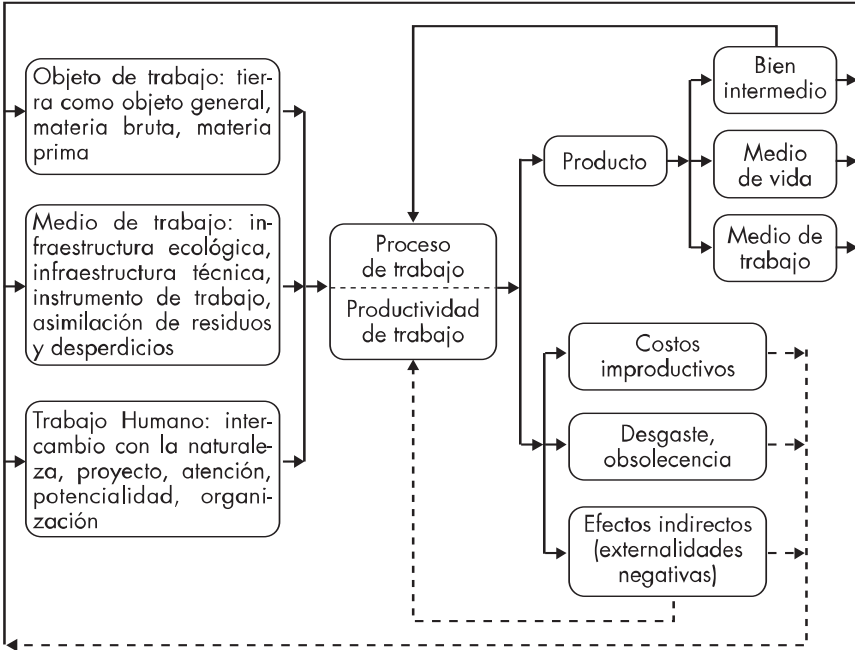 Objeto de trabajo: tie-
rra como objeto general,
materia bruta, materia
prima
Medio de trabajo: in-
fraestructura ecológica,
infraestructura técnica,
instrumento de trabajo,
asimilación de residuos
y desperdicios
Trabajo Humano: inter-
cambio con la naturale-
za, proyecto, atención,
potencialidad, organi-
zación
Proceso
de trabajo
Productividad
de trabajo
Producto
Bien
intermedio
Medio
de vida
Medio de
trabajo
Costos
improductivos
Desgaste,
obsolecencia
Efectos indirectos
(externalidades
negativas)